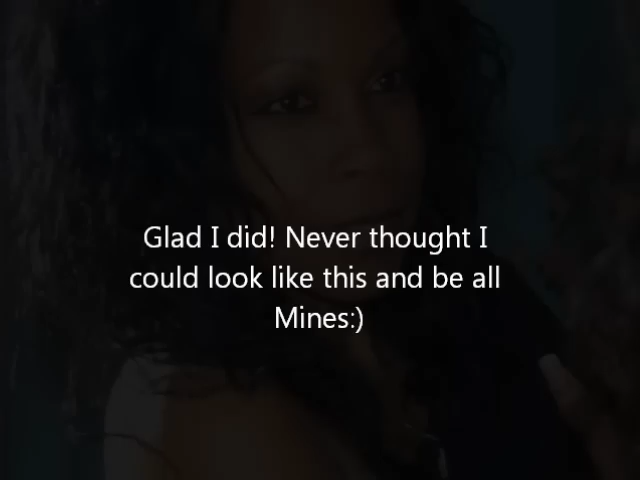 Glad I did! Never thought I
could look like this and be all
Mines:)